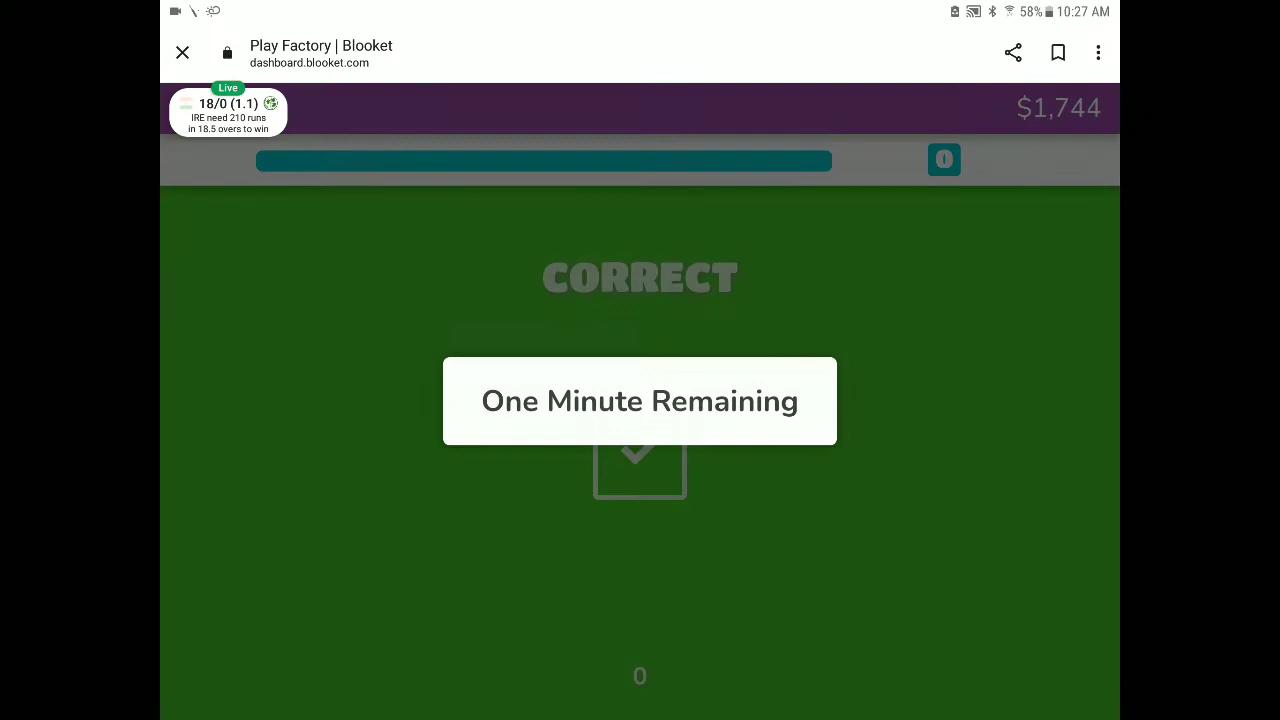 58% 10:27 AM
Play Factory | Blooket
dashboard.blooket.com
Live
18/0 (1.1)
IRE need 210 runs
in 18.5 overs to win
$1,744
0
CORRECT
One Minute Remaining
0